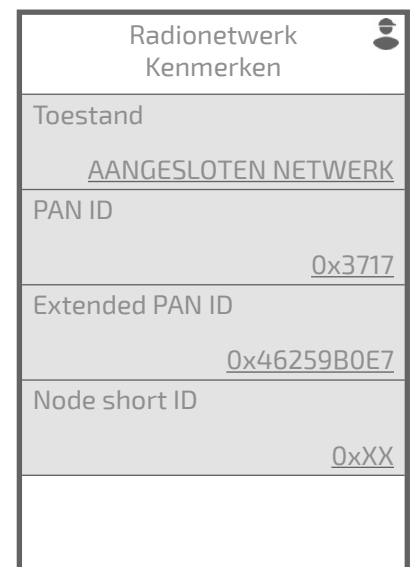 Radionetwerk
Kenmerken
Toestand
AANGESLOTEN NETWERK
PAN ID
0x3717
Extended PAN ID
0x46259B0E7
Node short ID
0xXX